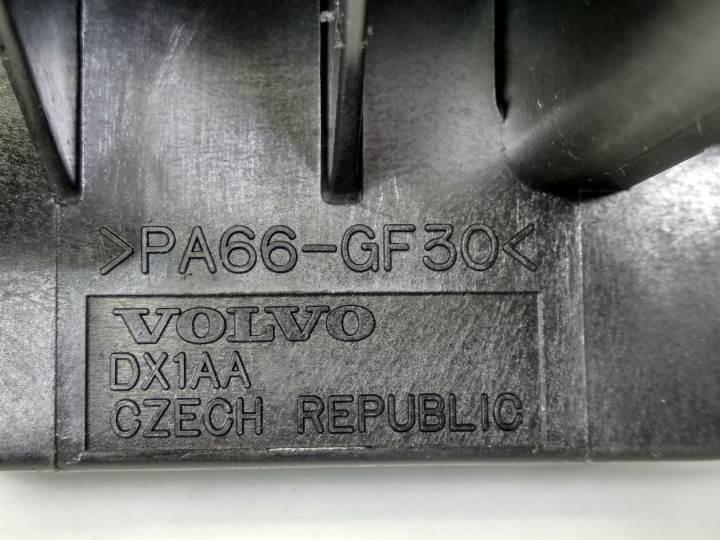 >PA66-GF30<
VOLVO
DX1AA
CZECH REPUBLIC